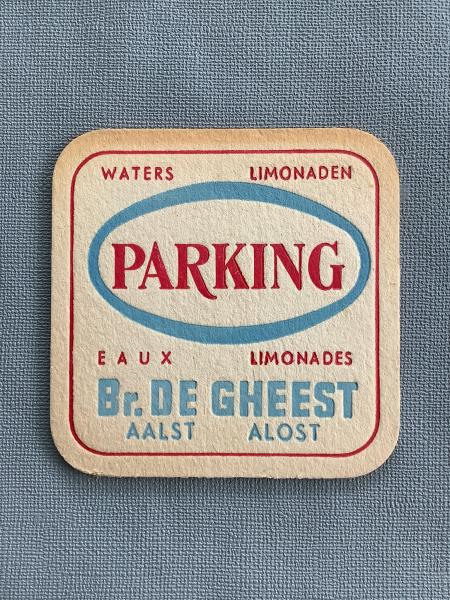 WATERS LIMONADEN
PARKING
EAUX LIMONADES
Br. DE GHEEST
AALST ALOST